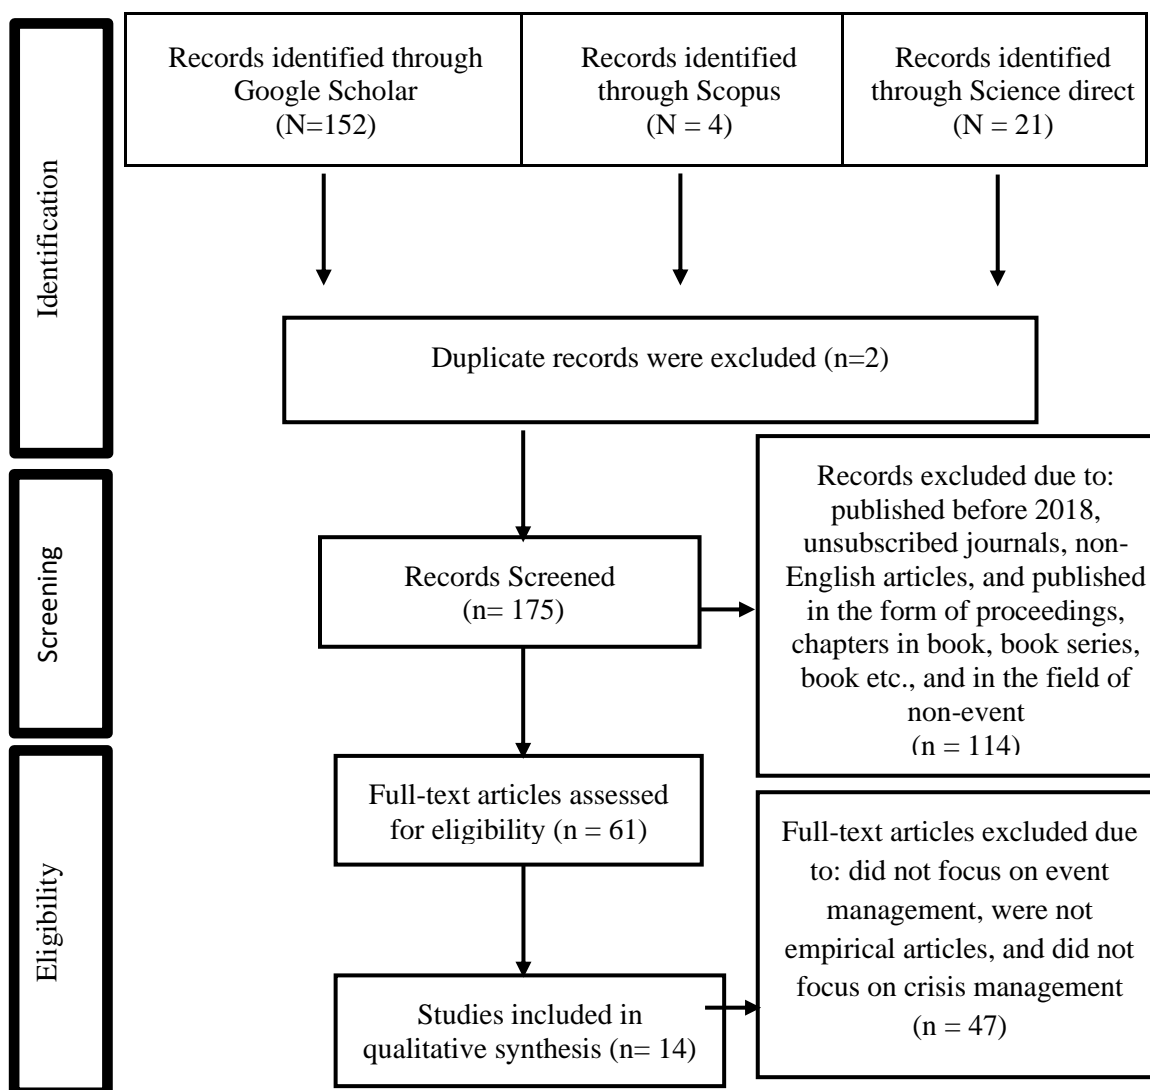 Records identified through
Google Scholar
(N=152)
Records identified
through Scopus
(N = 4)
Records identified
through Science direct
(N = 21)
Identification
Duplicate records were excluded (n=2)
Screening
Records Screened
(n= 175)
Records excluded due to:
published before 2018,
unsubscribed journals, non-
English articles, and published
in the form of proceedings,
chapters in book, book series,
book etc., and in the field of
non-event
(n = 114)
Eligibility
Full-text articles assessed
for eligibility (n = 61)
Full-text articles excluded due
to: did not focus on event
management, were not
empirical articles, and did not
focus on crisis management
(n = 47)
Studies included in
qualitative synthesis (n= 14)